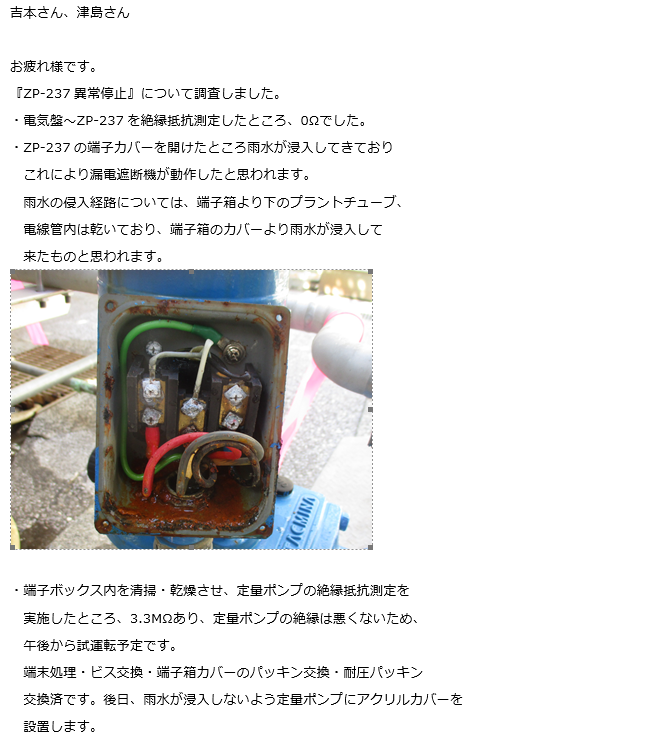 吉本さん、津島さん
お疲れ様です。
『ZP-237 異常停止』について調査しました。
・電気盤～ZP-237 を絶縁抵抗測定したところ、0Ωでした。
・ZP-237 の端子カバーを開けたところ雨水が浸入してきており
これにより漏電遮断機が動作したと思われます。
雨水の侵入経路については、端子箱より下のプラントチューブ、
電線管内は乾いており、端子箱のカバーより雨水が浸入して
来たものと思われます。
TACMINA
・端子ボックス内を清掃・乾燥させ、定量ポンプの絶縁抵抗測定を
実施したところ、3.3MΩあり、定量ポンプの絶縁は悪くないため、
午後から試運転予定です。
端末処理・ビス交換・端子箱カバーのパッキン交換・耐圧パッキン
交換済です。後日、雨水が浸入しないよう定量ポンプにアクリルカバーを
設置します。